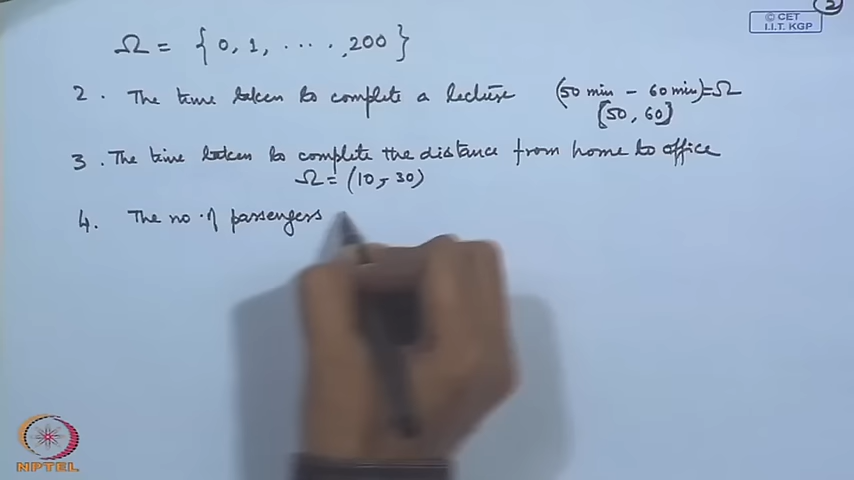 2
© CET
I.I.T. KGP
Ω = { 0, 1, . . . . , 200 }
2. The time taken to complete a lecture (50 min - 60 min) = Ω
[50, 60]
3. The time taken to complete the distance from home to office
Ω = (10, 30)
4. The no. of passengers
NPTEL